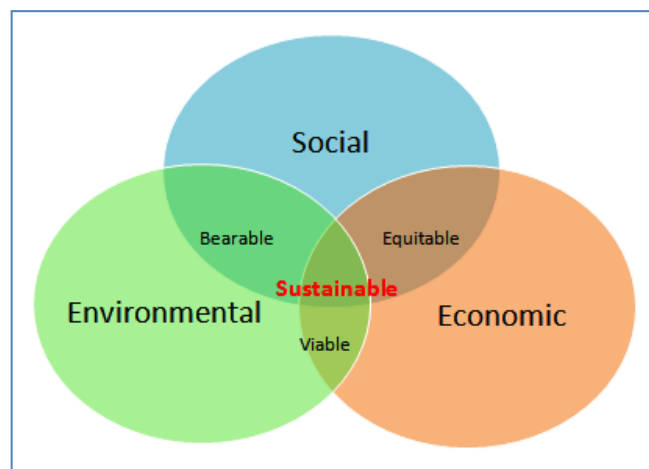 Social
Bearable
Equitable
Sustainable
Environmental
Economic
Viable